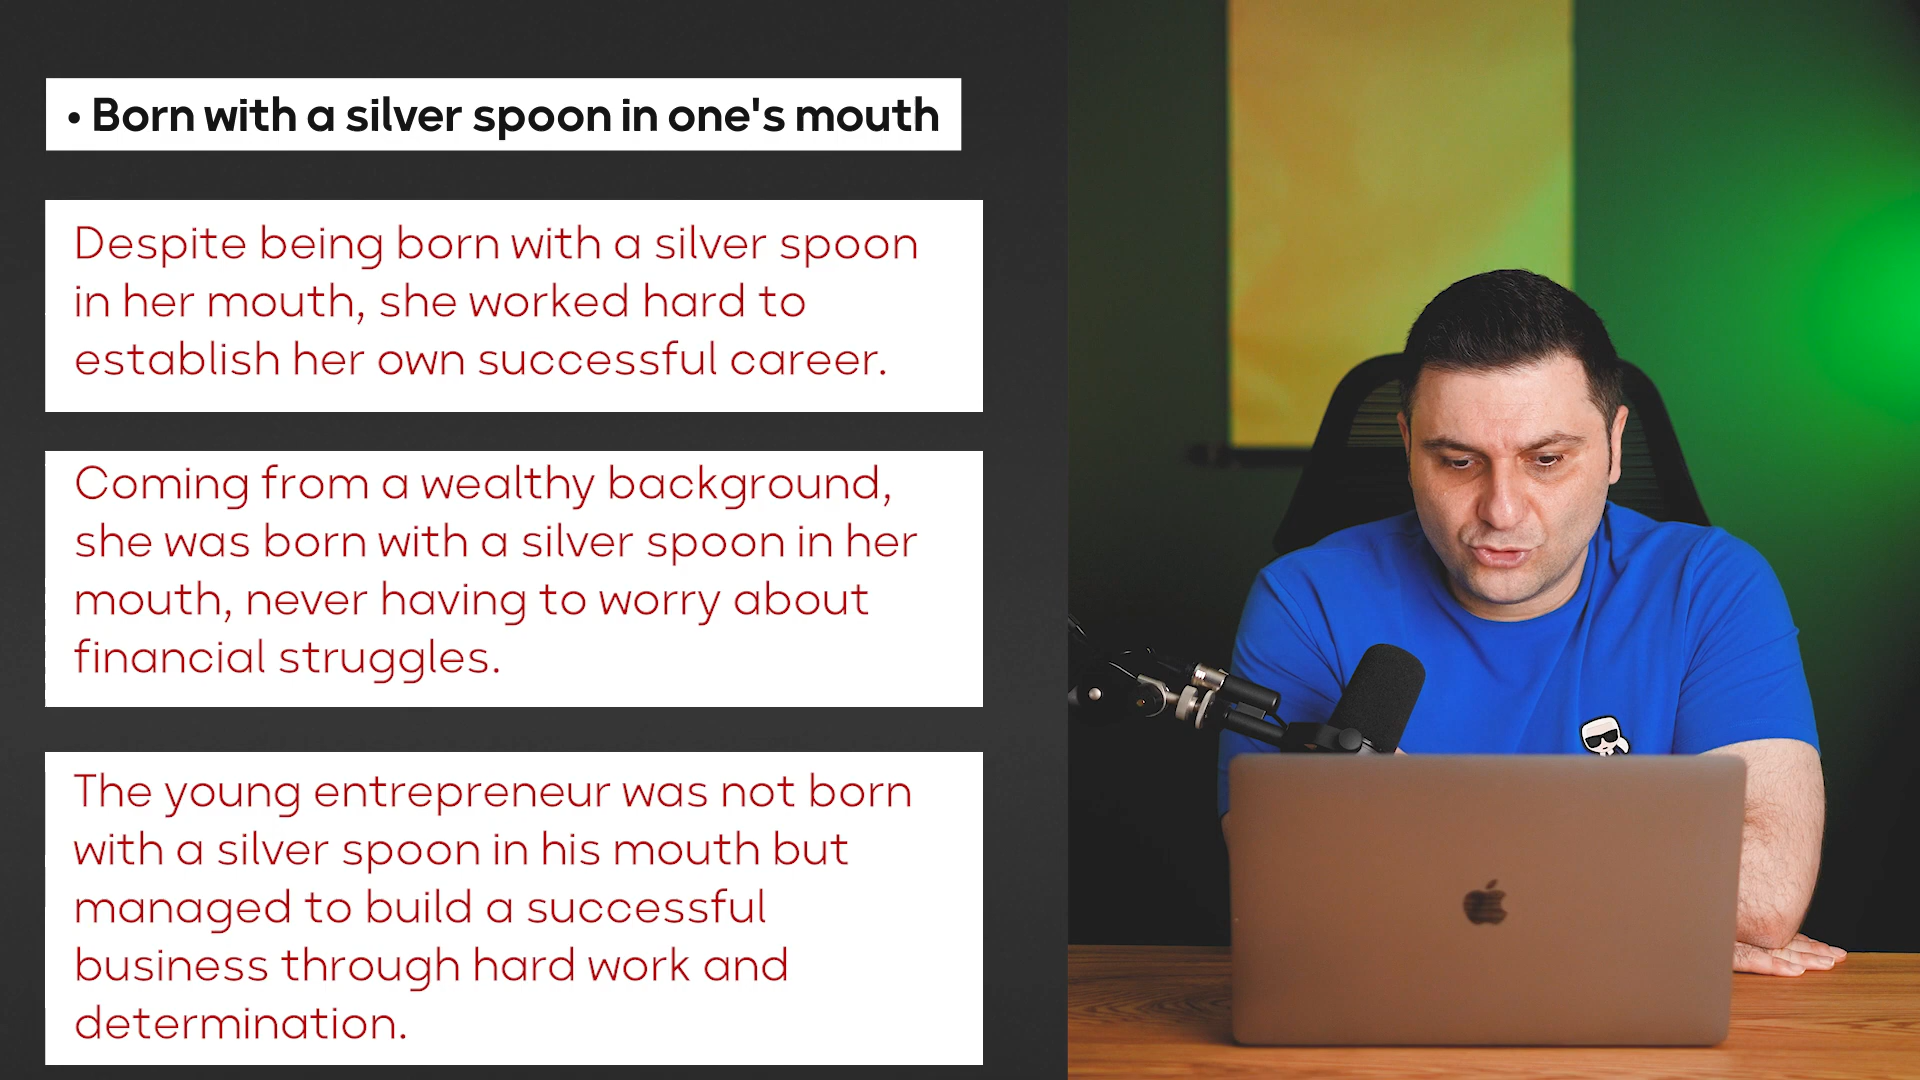 • Born with a silver spoon in one's mouth
Despite being born with a silver spoon
in her mouth, she worked hard to
establish her own successful career.
Coming from a wealthy background,
she was born with a silver spoon in her
mouth, never having to worry about
financial struggles.
The young entrepreneur was not born
with a silver spoon in his mouth but
managed to build a successful
business through hard work and
determination.